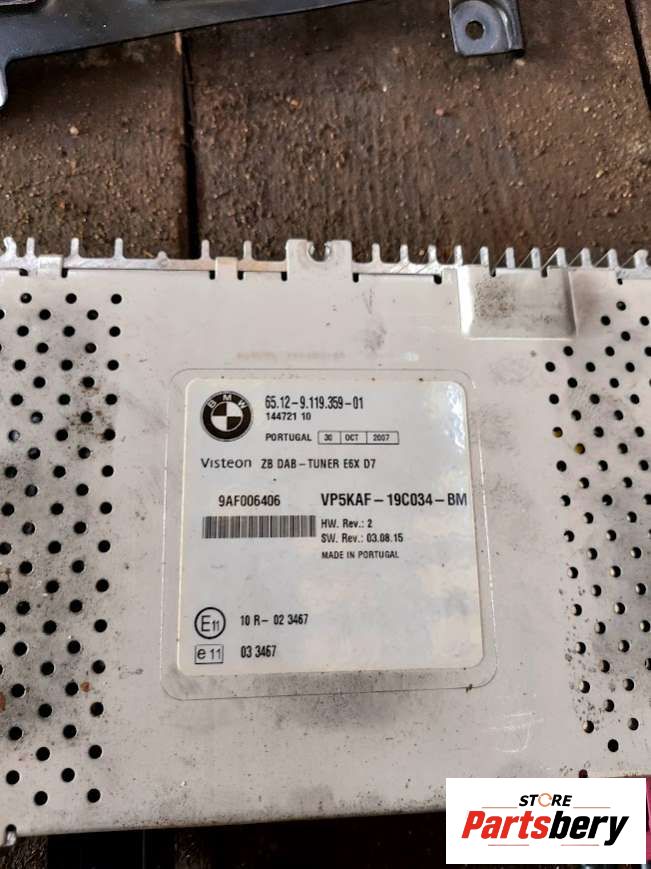 BMW
65.12-9.119.359-01
144721 10
PORTUGAL 30 OCT 2007
Visteon ZB DAB-TUNER E6X D7
9AF006406 VP5KAF-19C034-BM
HW. Rev.: 2
SW. Rev.: 03.08.15
MADE IN PORTUGAL
E11 10 R- 02 3467
e 11 03 3467
STORE
Partsbery